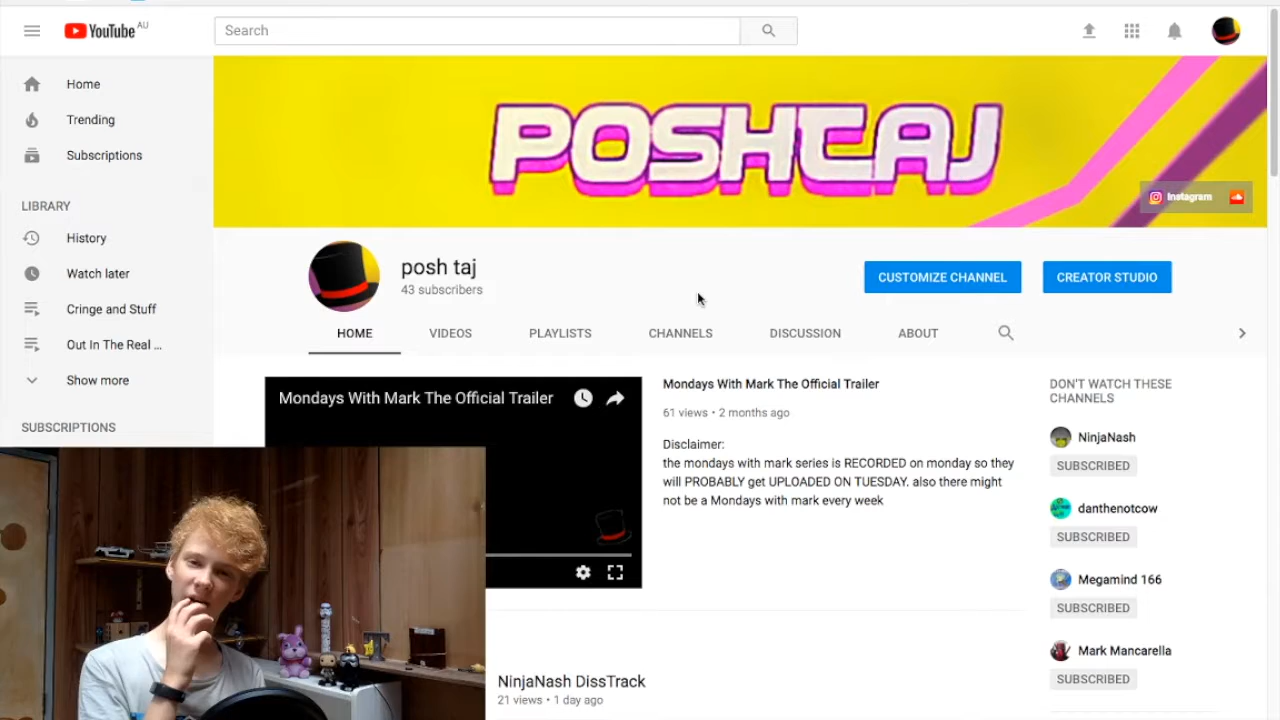 YouTube AU
Search
Home
Trending
Subscriptions
LIBRARY
History
Watch later
Cringe and Stuff
Out In The Real ...
Show more
SUBSCRIPTIONS
POSHTAJ
Instagram
posh taj
43 subscribers
CUSTOMIZE CHANNEL
CREATOR STUDIO
HOME
VIDEOS
PLAYLISTS
CHANNELS
DISCUSSION
ABOUT
Mondays With Mark The Official Trailer
Mondays With Mark The Official Trailer
61 views • 2 months ago
Disclaimer:
the mondays with mark series is RECORDED on monday so they
will PROBABLY get UPLOADED ON TUESDAY. also there might
not be a Mondays with mark every week
DON'T WATCH THESE
CHANNELS
NinjaNash
SUBSCRIBED
danthenotcow
SUBSCRIBED
Megamind 166
SUBSCRIBED
Mark Mancarella
SUBSCRIBED
NinjaNash DissTrack
21 views • 1 day ago